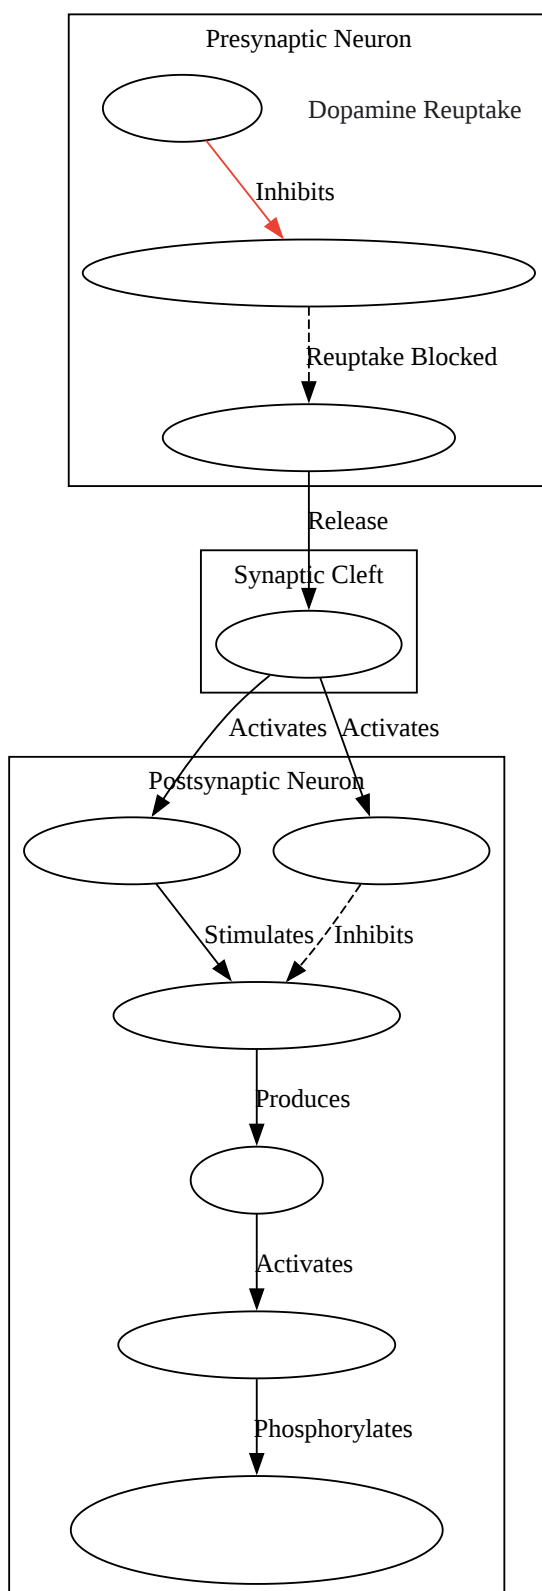 Presynaptic Neuron
Dopamine Reuptake
Inhibits
Reuptake Blocked
Release
Synaptic Cleft
Activates
Activates
Postsynaptic Neuron
Stimulates
Inhibits
Produces
Activates
Phosphorylates